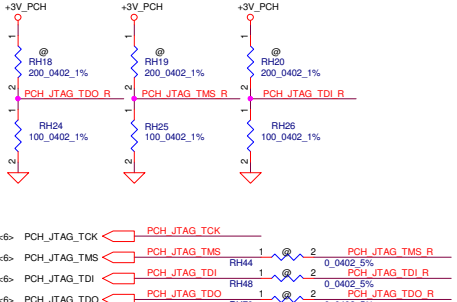 +3V_PCH +3V_PCH +3V_PCH
1 1 1
@ @ @
RH18 RH19 RH20
200_0402_1% 200_0402_1% 200_0402_1%
2 2 2
PCH_JTAG_TDO_R PCH_JTAG_TMS_R PCH_JTAG_TDI_R
1 1 1
RH24 RH25 RH26
100_0402_1% 100_0402_1% 100_0402_1%
2 2 2
<6> PCH_JTAG_TCK PCH_JTAG_TCK
<6> PCH_JTAG_TMS PCH_JTAG_TMS 1 @ 2 PCH_JTAG_TMS_R
RH44 0_0402_5%
<6> PCH_JTAG_TDI PCH_JTAG_TDI 1 @ 2 PCH_JTAG_TDI_R
RH48 0_0402_5%
<6> PCH_JTAG_TDO PCH_JTAG_TDO 1 @ 2 PCH_JTAG_TDO_R